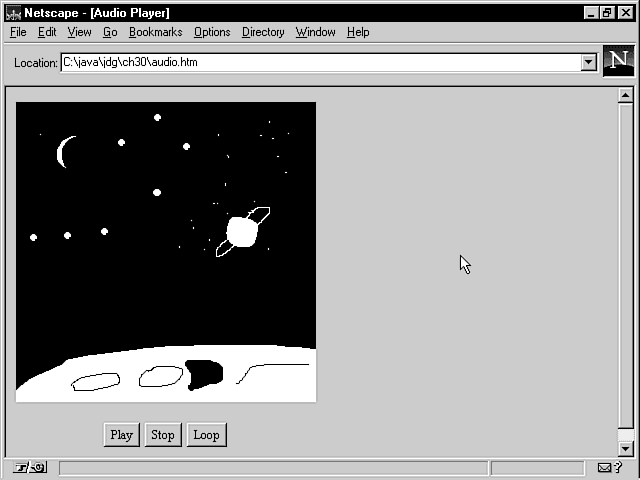 Netscape - [Audio Player]
File Edit View Go Bookmarks Options Directory Window Help
Location: C:\java\jdg\ch30\audio.htm
N
Play Stop Loop
?